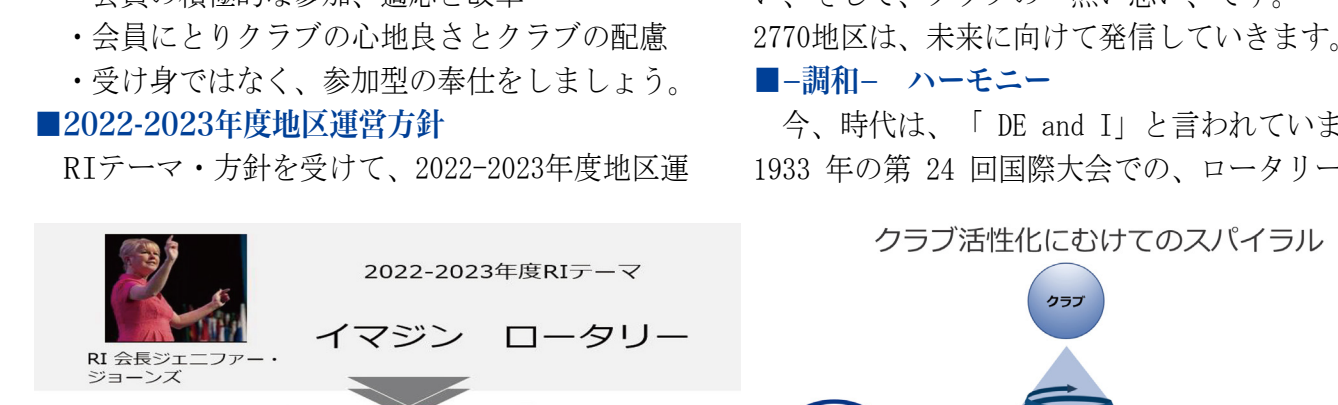 ・会員にとりクラブの心地良さとクラブの配慮
・受け身ではなく、参加型の奉仕をしましょう。
■2022-2023年度地区運営方針
RIテーマ・方針を受けて、2022-2023年度地区運
2022-2023年度RIテーマ
イマジン　ロータリー
RI 会長ジェニファー・
ジョーンズ
2770地区は、未来に向けて発信していきます。
■−調和−　ハーモニー
今、時代は、「 DE and I」と言われていま
1933 年の第 24 回国際大会での、ロータリー
クラブ活性化にむけてのスパイラル
クラブ